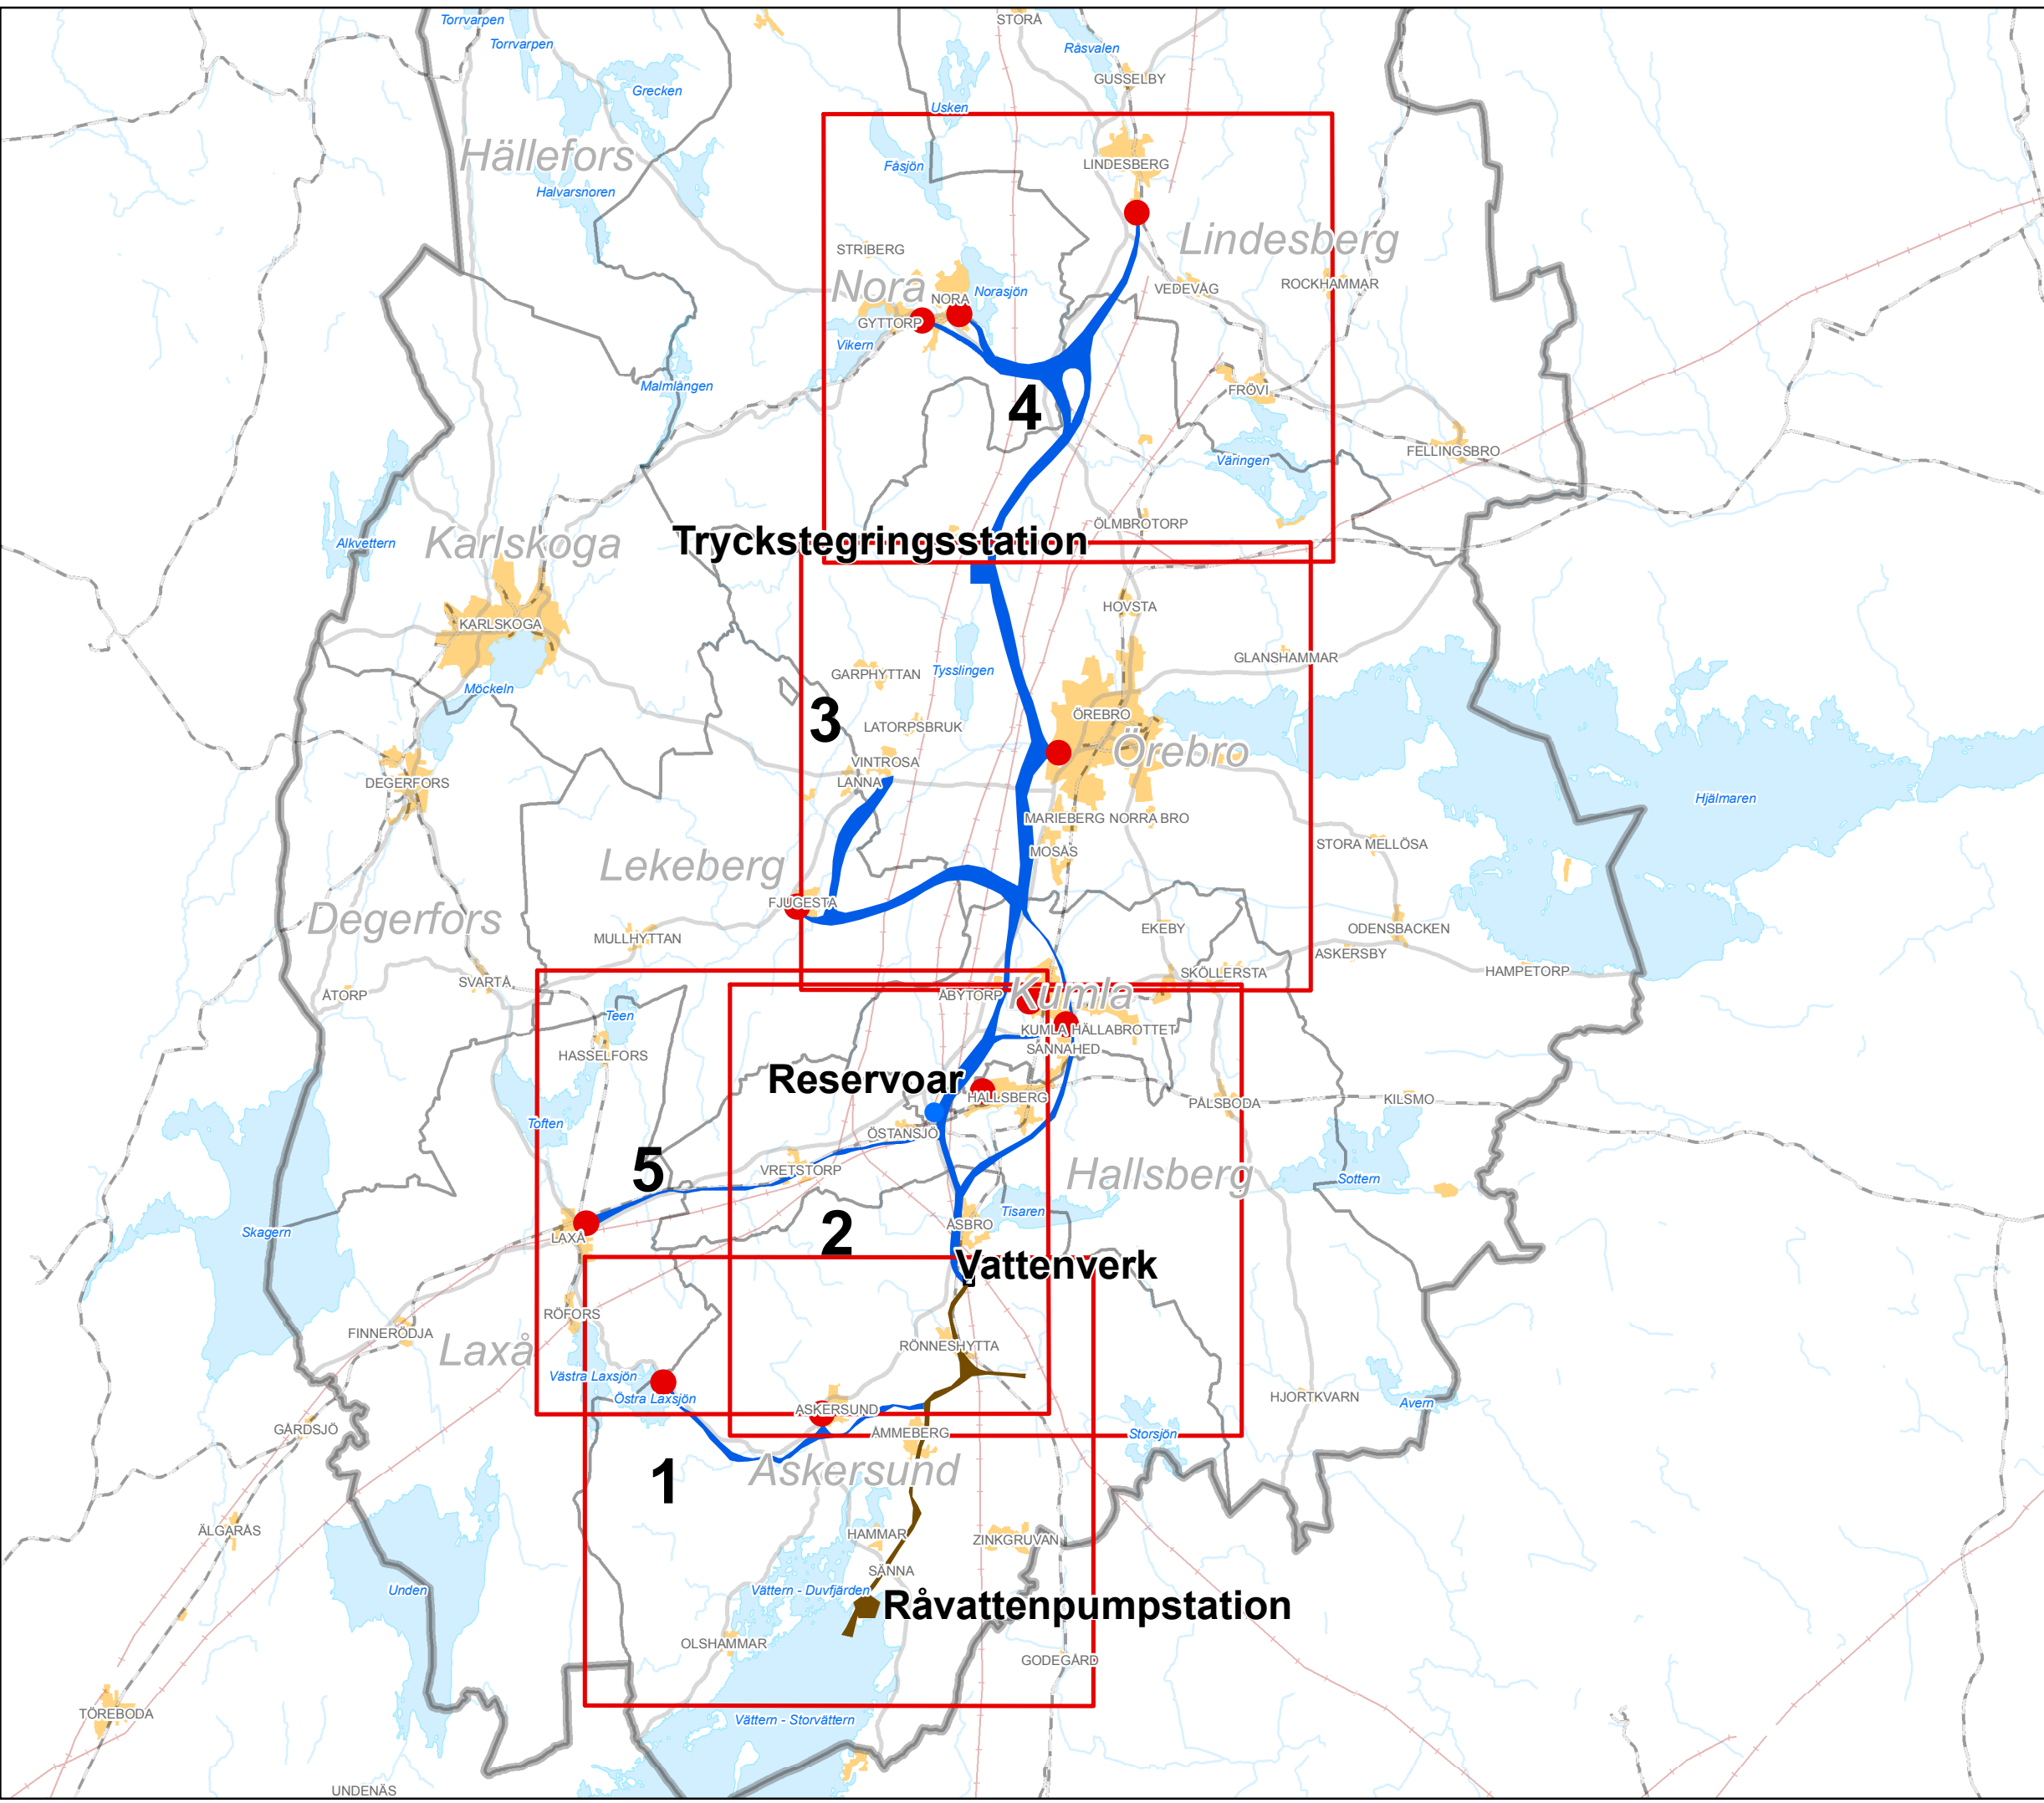 Torrvarpen
STORÅ
Torrvarpen
Råsvalen
GUSSELBY
Grecken
Usken
Hällefors
LINDESBERG
Fåsjön
Halvarsnoren
Lindesberg
STRIBERG
ROCKHAMMAR
Nora
NORA
Norasjön
VEDEVÅG
GYTTORP
Vikern
Malmlången
FRÖVI
4
FELLINGSBRO
Väringen
ÖLMBROTORP
Karlskoga
Alkvettern
Tryckstegringsstation
HOVSTA
KARLSKOGA
GLANSHAMMAR
GARPHYTTAN
Tysslingen
Möckeln
3
ÖREBRO
LATORPSBRUK
Örebro
VINTROSA
DEGERFORS
LANNA
Hjälmaren
MARIEBERG
NORRA BRO
STORA MELLÖSA
MOSÅS
Lekeberg
FJUGESTA
Degerfors
EKEBY
ODENSBACKEN
MULLHYTTAN
ASKERSBY
SKÖLLERSTA
HAMPETORP
SVARTÅ
ÅTORP
ÅBYTORP
Kumla
Teen
KUMLA
HÄLLABROTTET
HASSELFORS
SANNAHED
Reservoar
HALLSBERG
PÅLSBODA
KILSMO
Toften
ÖSTANSJÖ
5
VRETSTORP
Hallsberg
Sottern
Tisaren
ÅSBRO
Skagern
LAXÅ
2
Vattenverk
RÖFORS
FINNERÖDJA
Laxå
RÖNNESHYTTA
Västra Laxsjön
Östra Laxsjön
HJORTKVARN
Avern
ASKERSUND
GÅRDSJÖ
ÅMMEBERG
Storsjön
Askersund
1
ÄLGARÅS
HAMMAR
ZINKGRUVAN
SÄNNA
Unden
Vättern - Duvfjärden
Råvattenpumpstation
OLSHAMMAR
GODEGÅRD
TÖREBODA
Vättern - Storvättern
UNDENÄS